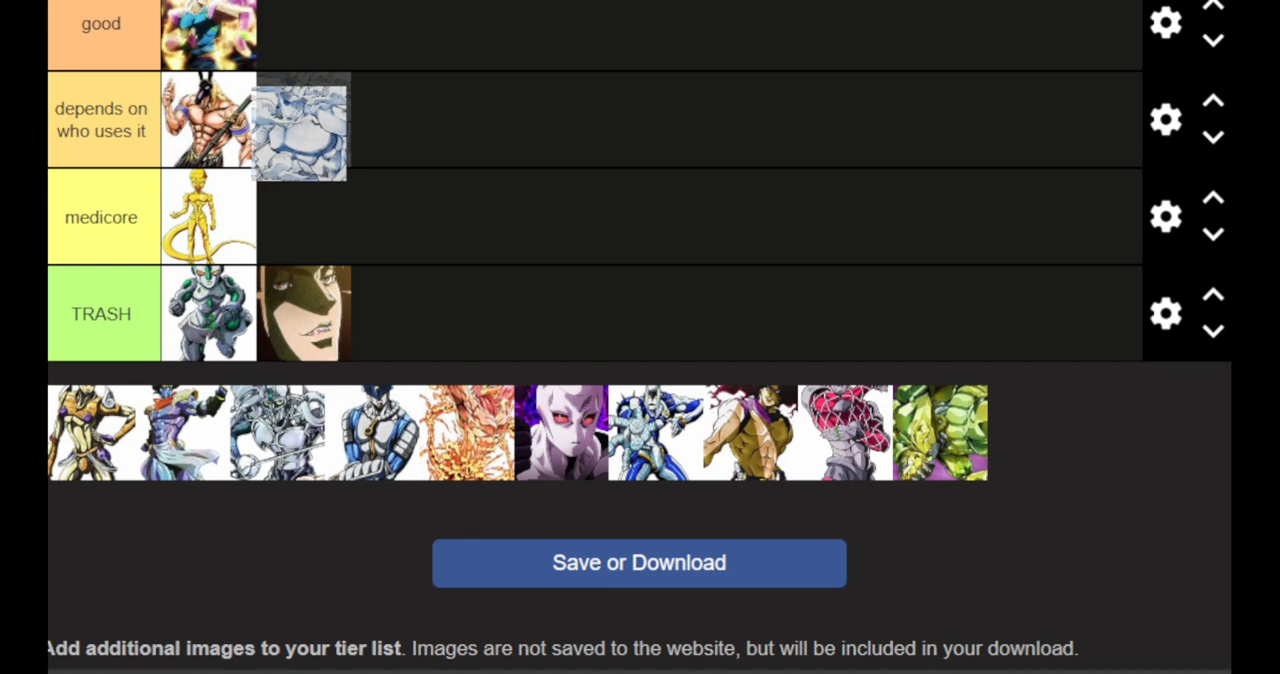 good
depends on
who uses it
medicore
TRASH
Save or Download
Add additional images to your tier list. Images are not saved to the website, but will be included in your download.